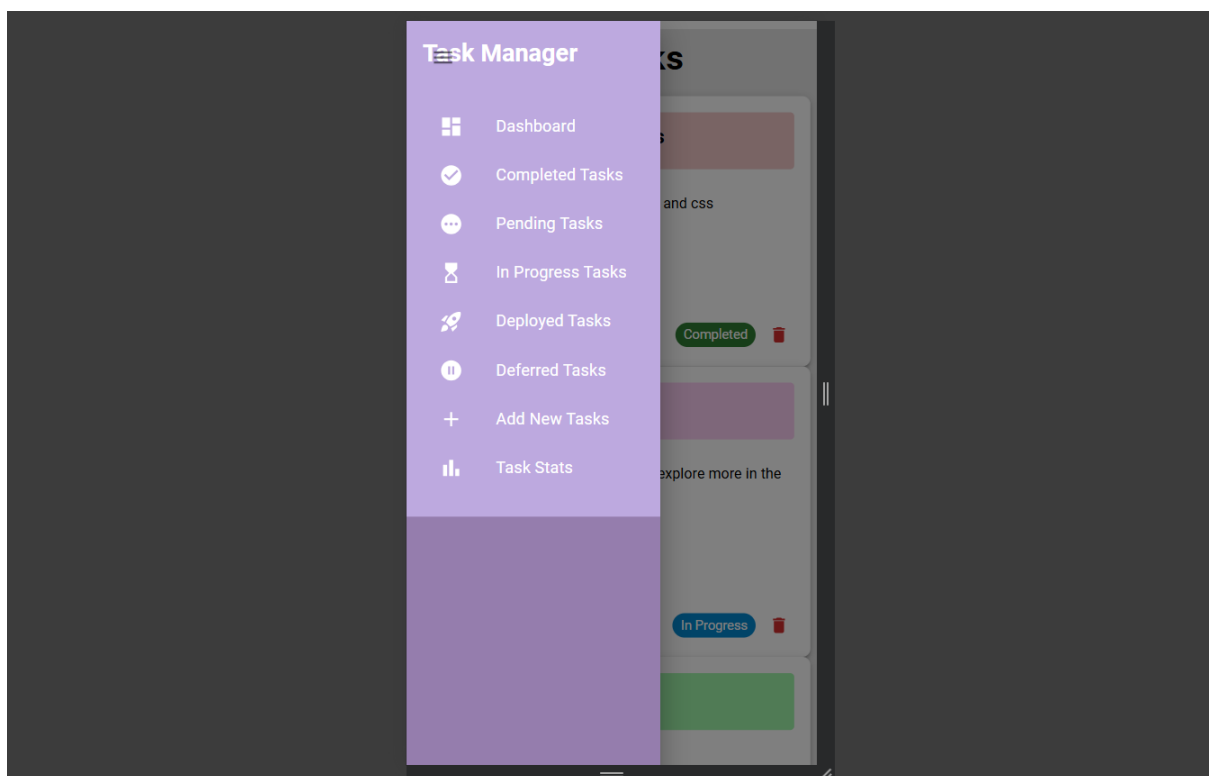 Task Manager
Dashboard
Completed Tasks
Pending Tasks
In Progress Tasks
Deployed Tasks
Deferred Tasks
Add New Tasks
Task Stats
ks
s
and css
Completed
explore more in the
In Progress